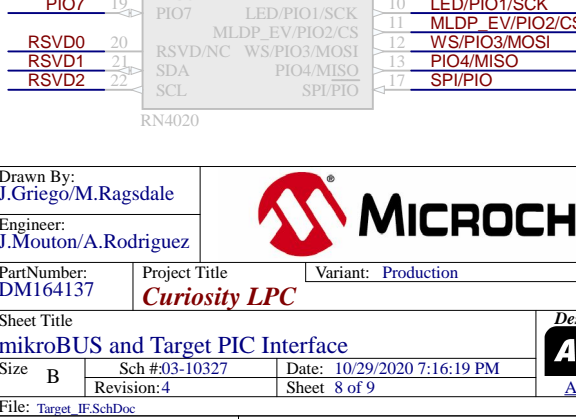 PIO7 19 PIO7 LED/PIO1/SCK 10 LED/PIO1/SCK
MLDP_EV/PIO2/CS 11 MLDP_EV/PIO2/CS
RSVD0 20 RSVD/NC WS/PIO3/MOSI 12 WS/PIO3/MOSI
RSVD1 21 SDA PIO4/MISO 13 PIO4/MISO
RSVD2 22 SCL SPI/PIO 17 SPI/PIO
RN4020
Drawn By:
J.Griego/M.Ragsdale
Engineer:
J.Mouton/A.Rodriguez
MICROCH
PartNumber:
DM164137
Project Title
Curiosity LPC
Variant: Production
Sheet Title
mikroBUS and Target PIC Interface
Size B
Sch #:03-10327
Date: 10/29/2020 7:16:19 PM
Revision:4
Sheet 8 of 9
File: Target_IF.SchDoc